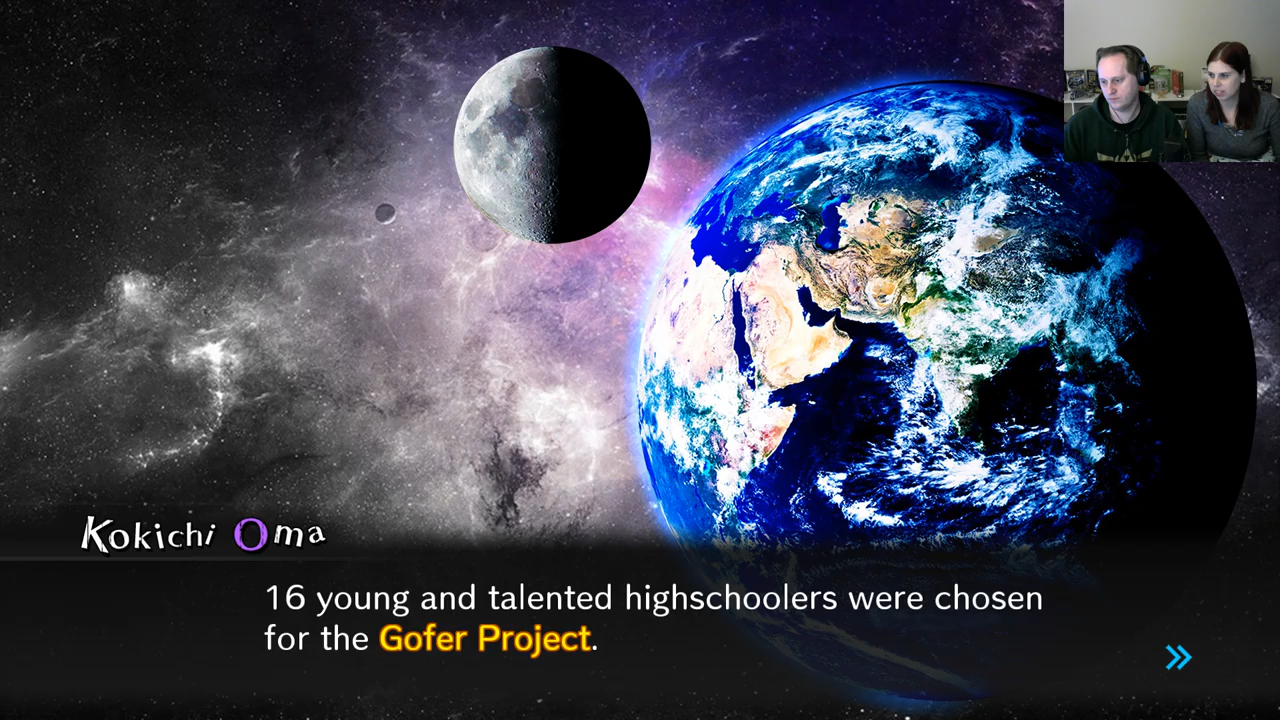 Kokichi Oma
16 young and talented highschoolers were chosen
for the Gofer Project.